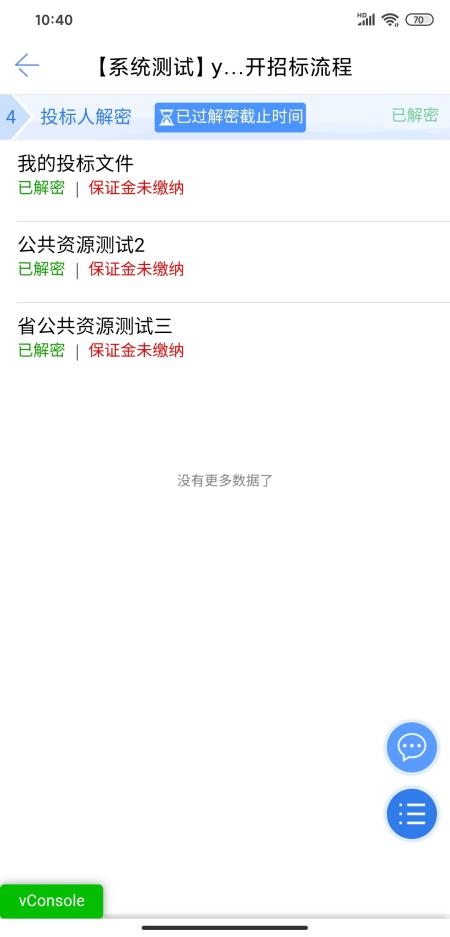 10:40
HD
70
【系统测试】y...开招标流程
4 投标人解密 已过解密截止时间 已解密
我的投标文件
已解密 | 保证金未缴纳
公共资源测试2
已解密 | 保证金未缴纳
省公共资源测试三
已解密 | 保证金未缴纳
没有更多数据了
vConsole